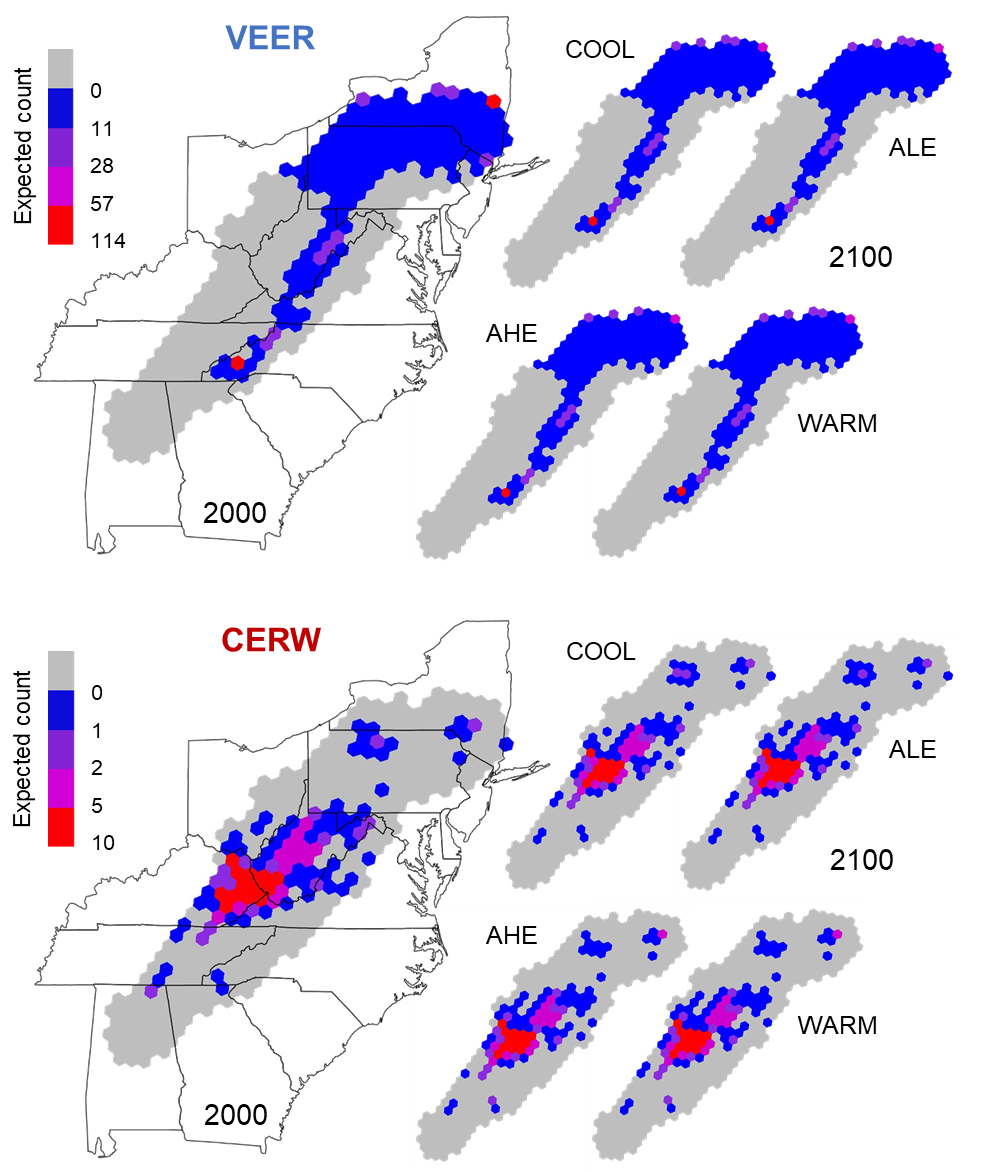 VEER
Expected count
0
11
28
57
114
2000
COOL
ALE
2100
AHE
WARM
CERW
Expected count
0
1
2
5
10
2000
COOL
ALE
2100
AHE
WARM